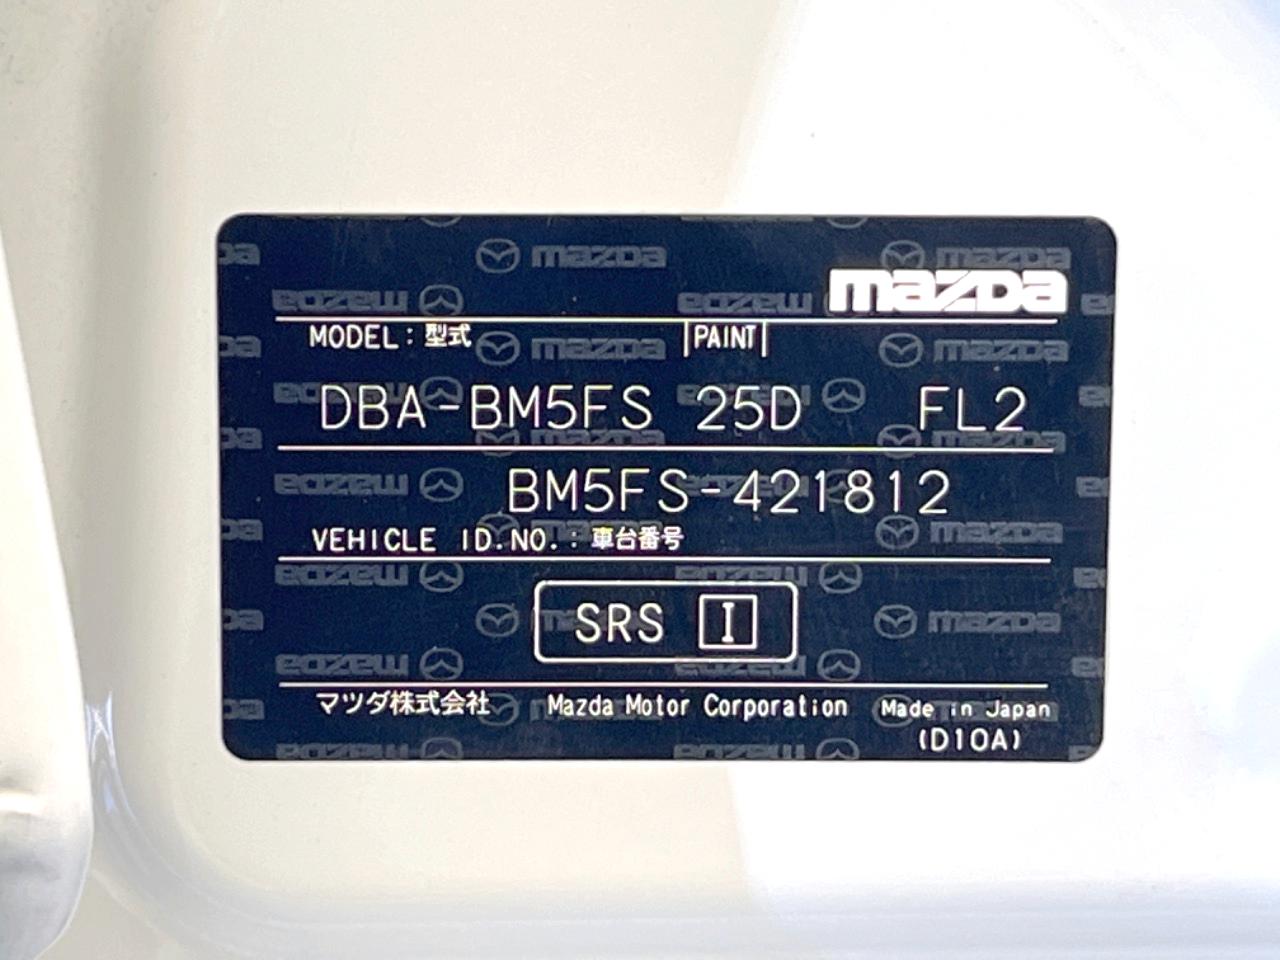 mazda
MODEL: 型式 |PAINT|
DBA-BM5FS 25D FL2
BM5FS-421812
VEHICLE ID.NO.: 車台番号
SRS I
マツダ株式会社 Mazda Motor Corporation Made in Japan
(D10A)